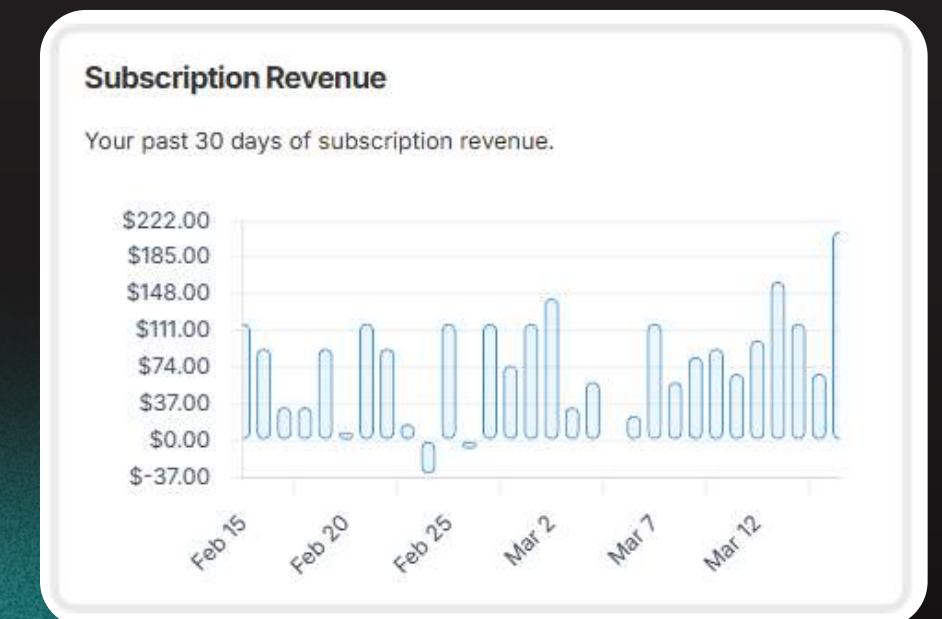 Subscription Revenue
Your past 30 days of subscription revenue.
$222.00
$185.00
$148.00
$111.00
$74.00
$37.00
$0.00
$-37.00
Feb 15
Feb 20
Feb 25
Mar 2
Mar 7
Mar 12